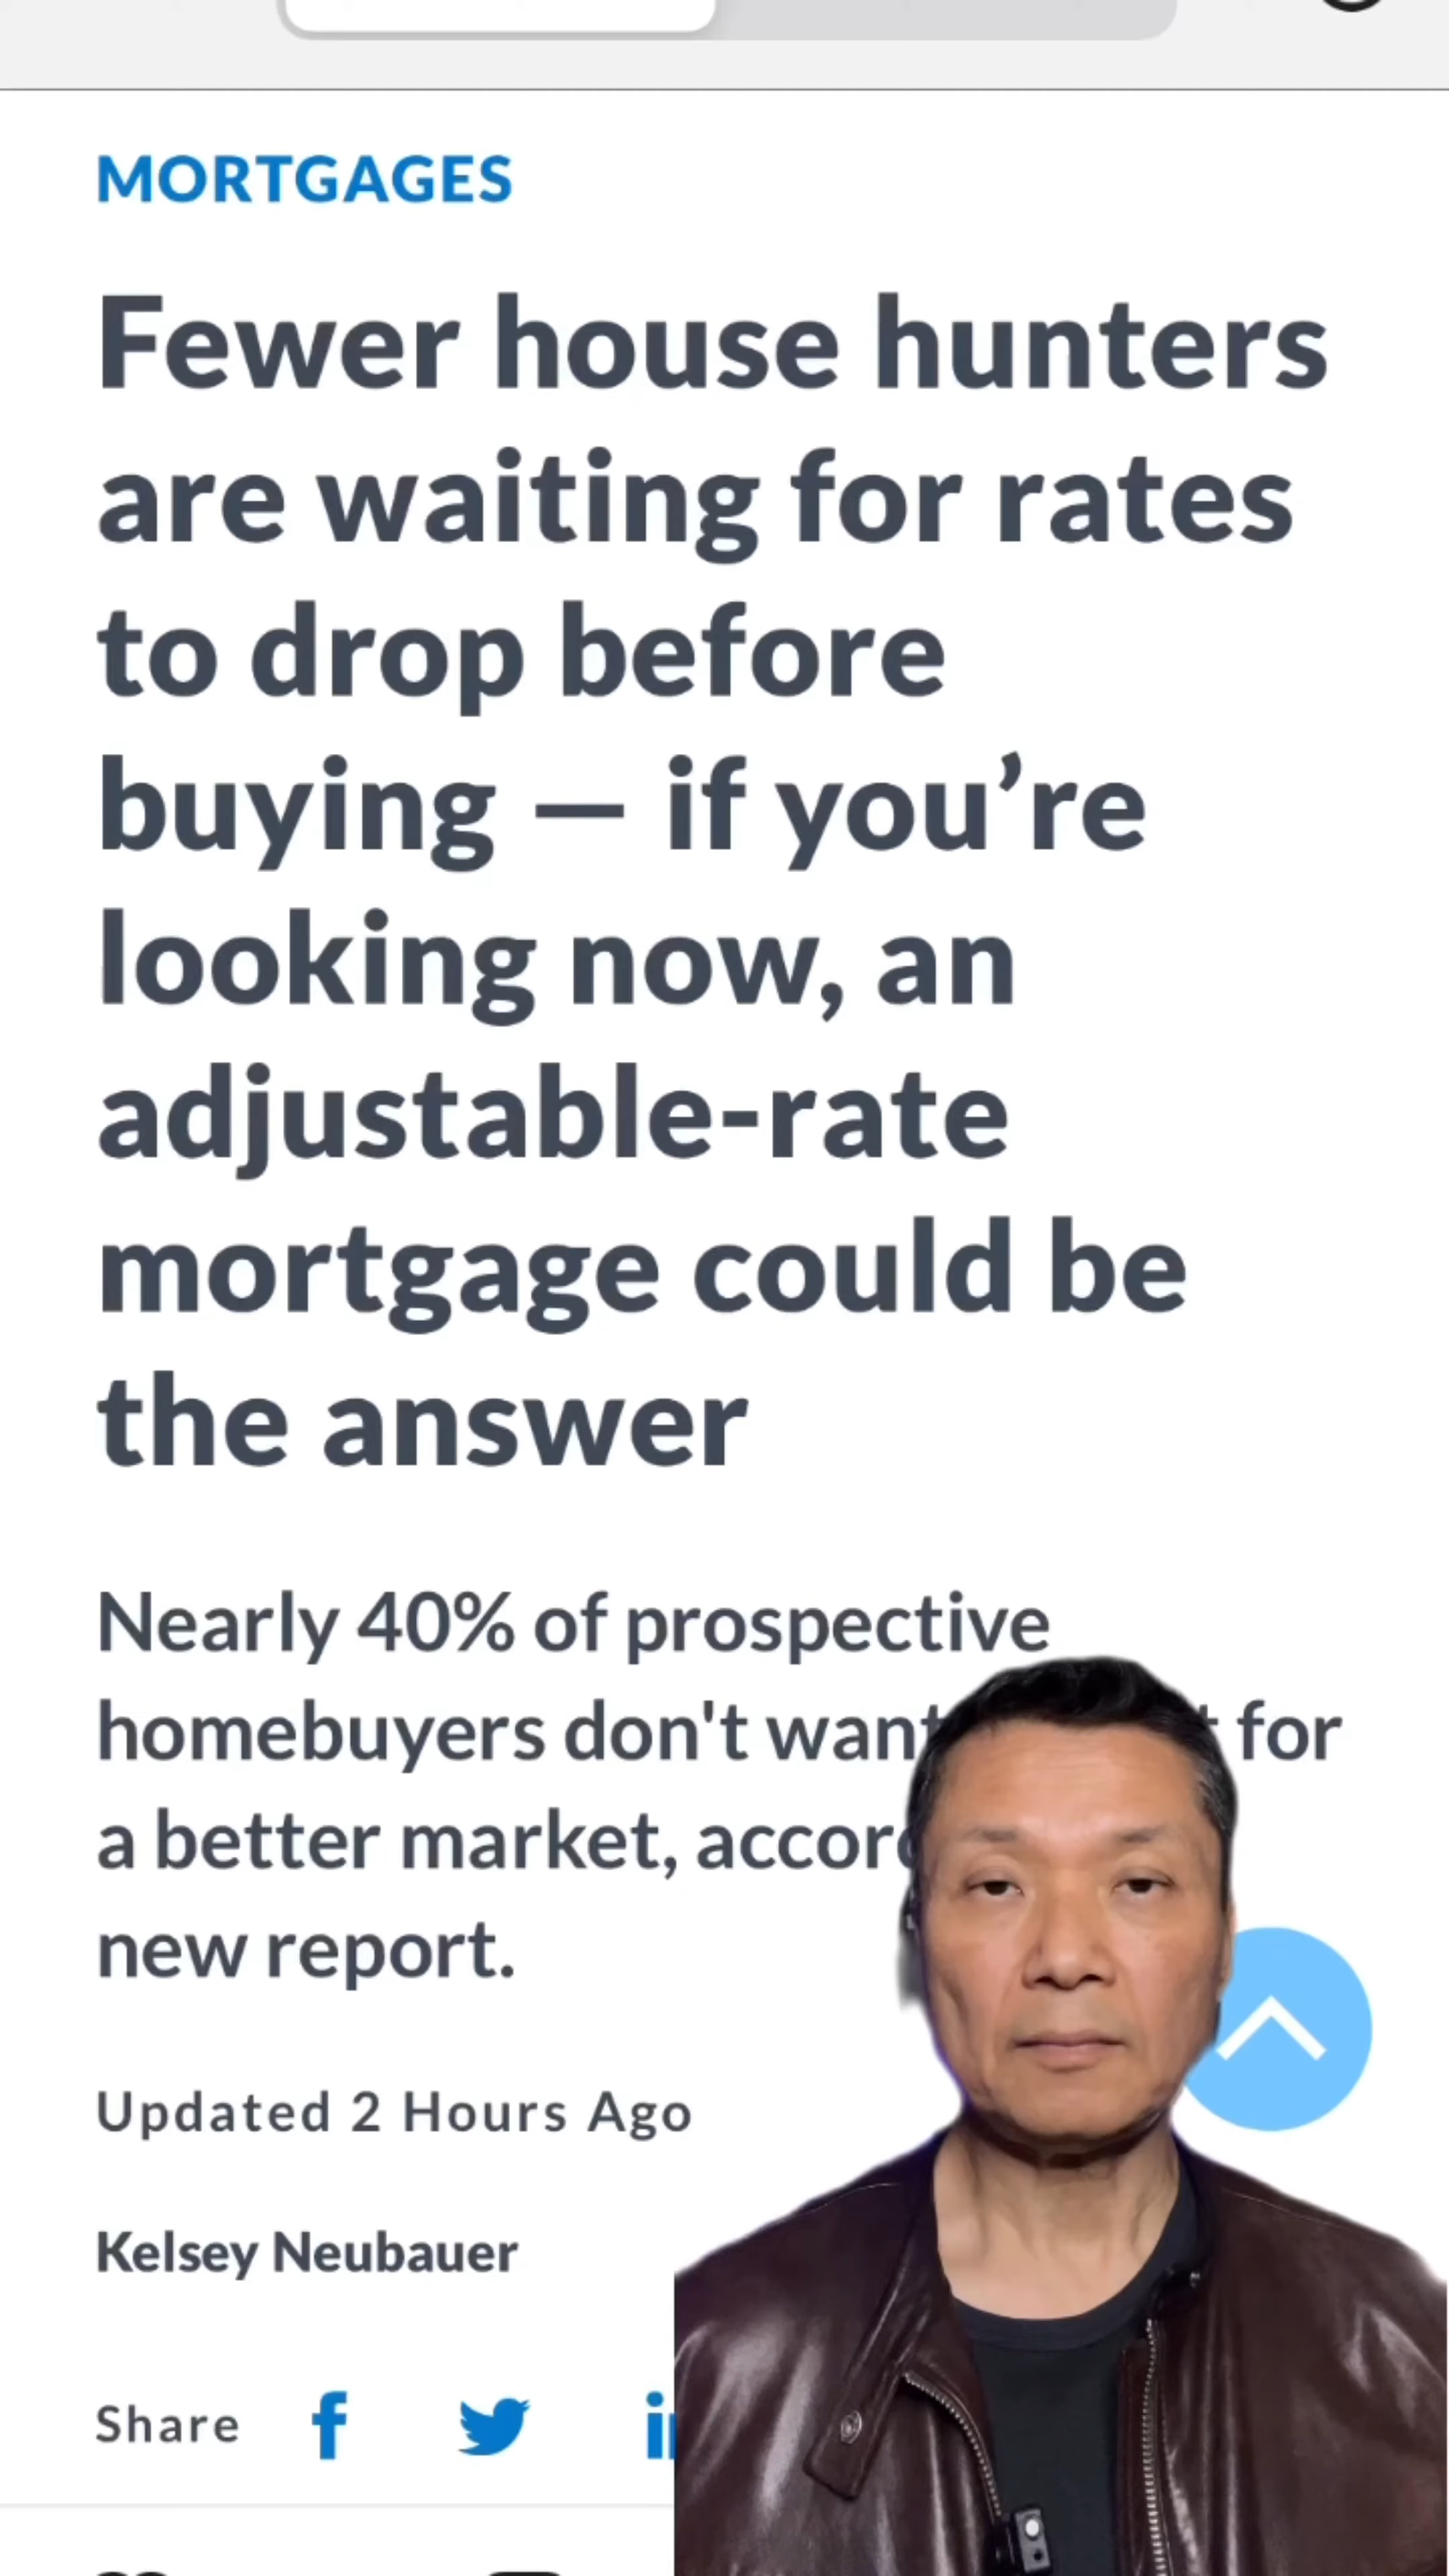 MORTGAGES
Fewer house hunters
are waiting for rates
to drop before
buying — if you’re
looking now, an
adjustable-rate
mortgage could be
the answer
Nearly 40% of prospective
homebuyers don't want for
a better market,
new report.
Updated 2 Hours Ago
Kelsey Neubauer
Share